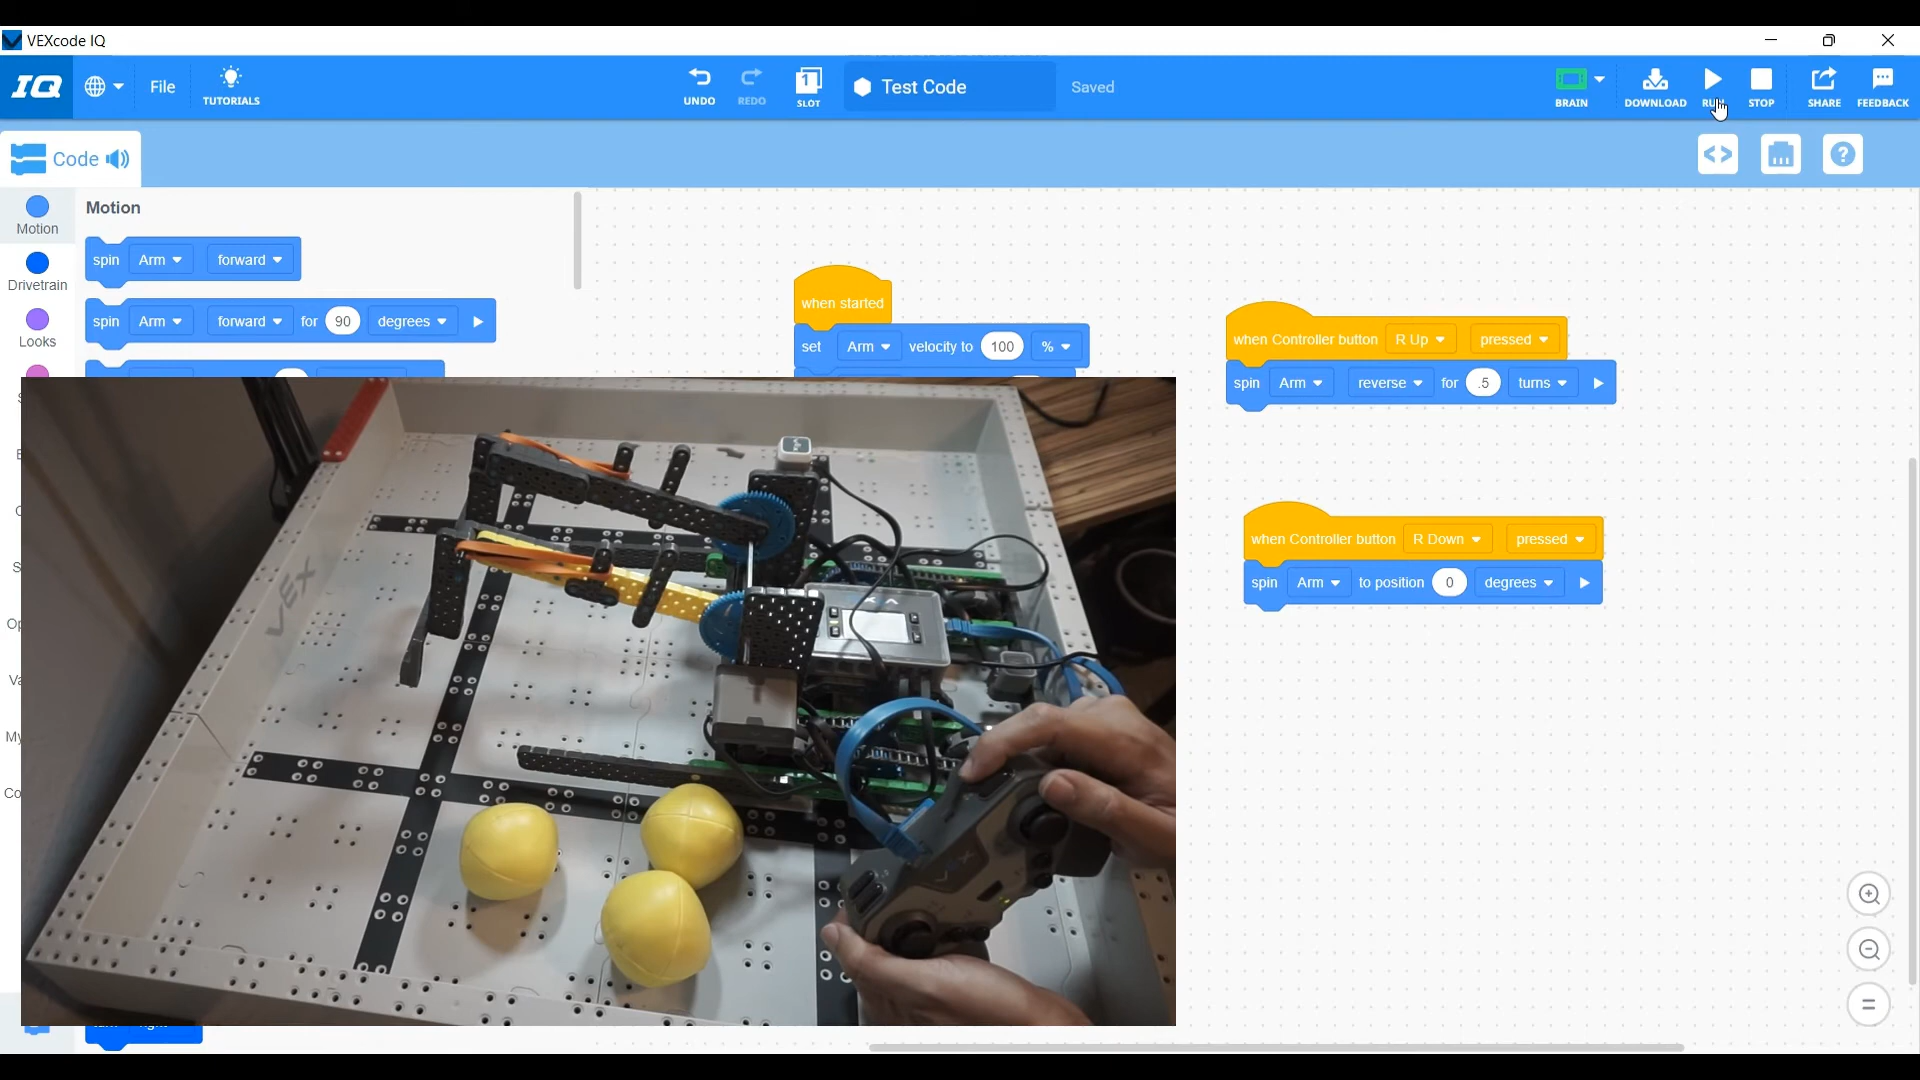 VEXcode IQ
IQ
File
TUTORIALS
UNDO
REDO
1
SLOT
Test Code
Saved
BRAIN
DOWNLOAD
RUN
STOP
SHARE
FEEDBACK
Code
Motion
Drivetrain
Looks
Motion
spin Arm forward
spin Arm forward for 90 degrees
when started
set Arm velocity to 100 %
when Controller button R Up pressed
spin Arm reverse for .5 turns
when Controller button R Down pressed
spin Arm to position 0 degrees
VEX